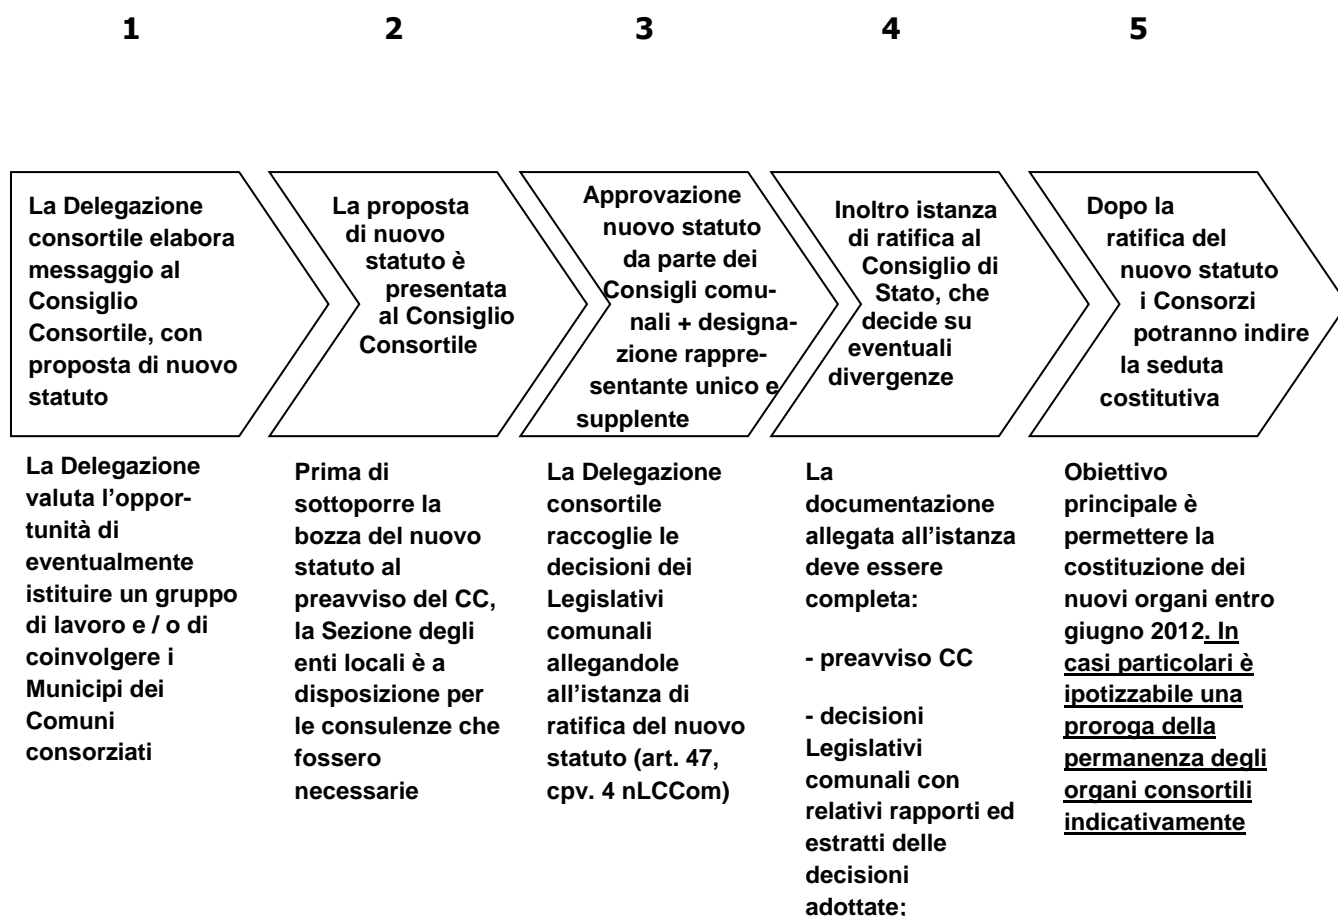 1 2 3 4 5
La Delegazione
consortile elabora
messaggio al
Consiglio
Consortile, con
proposta di nuovo
statuto
La proposta
di nuovo
statuto è
presentata
al Consiglio
Consortile
Approvazione
nuovo statuto
da parte dei
Consigli comu-
nali + designa-
zione rappre-
sentante unico e
supplente
Inoltro istanza
di ratifica al
Consiglio di
Stato, che
decide su
eventuali
divergenze
Dopo la
ratifica del
nuovo statuto
i Consorzi
potranno indire
la seduta
costitutiva
La Delegazione
valuta l’oppor-
tunità di
eventualmente
istituire un gruppo
di lavoro e / o di
coinvolgere i
Municipi dei
Comuni
consorziati
Prima di
sottoporre la
bozza del nuovo
statuto al
preavviso del CC,
la Sezione degli
enti locali è a
disposizione per
le consulenze che
fossero
necessarie
La Delegazione
consortile
raccoglie le
decisioni dei
Legislativi
comunali
allegandole
all’istanza di
ratifica del nuovo
statuto (art. 47,
cpv. 4 nLCCom)
La
documentazione
allegata all’istanza
deve essere
completa:
- preavviso CC
- decisioni
Legislativi
comunali con
relativi rapporti ed
estratti delle
decisioni
adottate;
Obiettivo
principale è
permettere la
costituzione dei
nuovi organi entro
giugno 2012. In
casi particolari è
ipotizzabile una
proroga della
permanenza degli
organi consortili
indicativamente